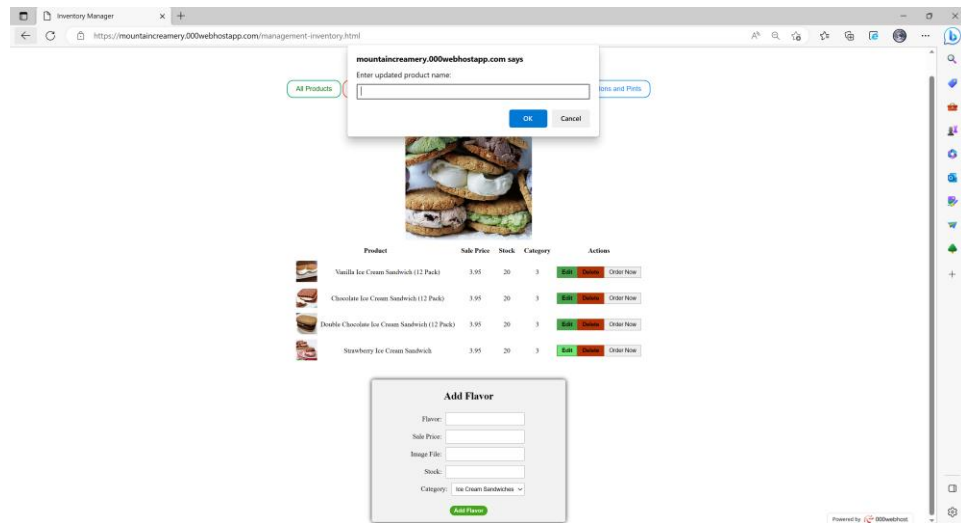 Inventory Manager
https://mountaincreamery.000webhostapp.com/management-inventory.html
mountaincreamery.000webhostapp.com says
Enter updated product name:
All Products
ons and Pints
OK Cancel
Product Sale Price Stock Category Actions
Vanilla Ice Cream Sandwich (12 Pack) 3.95 20 3 Edit Delete Order Now
Chocolate Ice Cream Sandwich (12 Pack) 3.95 20 3 Edit Delete Order Now
Double Chocolate Ice Cream Sandwich (12 Pack) 3.95 20 3 Edit Delete Order Now
Strawberry Ice Cream Sandwich 3.95 20 3 Edit Delete Order Now
Add Flavor
Flavor:
Sale Price:
Image File:
Stock:
Category: Ice Cream Sandwiches
Add Flavor
Powered by 000webhost